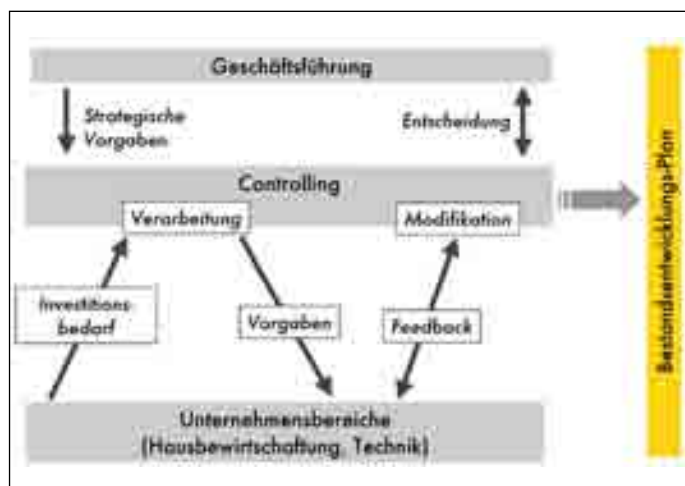 Geschäftsführung
Strategische
Vorgaben
Entscheidung
Controlling
Verarbeitung
Modifikation
Investitions-
bedarf
Vorgaben
Feedback
Unternehmensbereiche
(Hausbewirtschaftung, Technik)
Bestandsentwicklungs-Plan